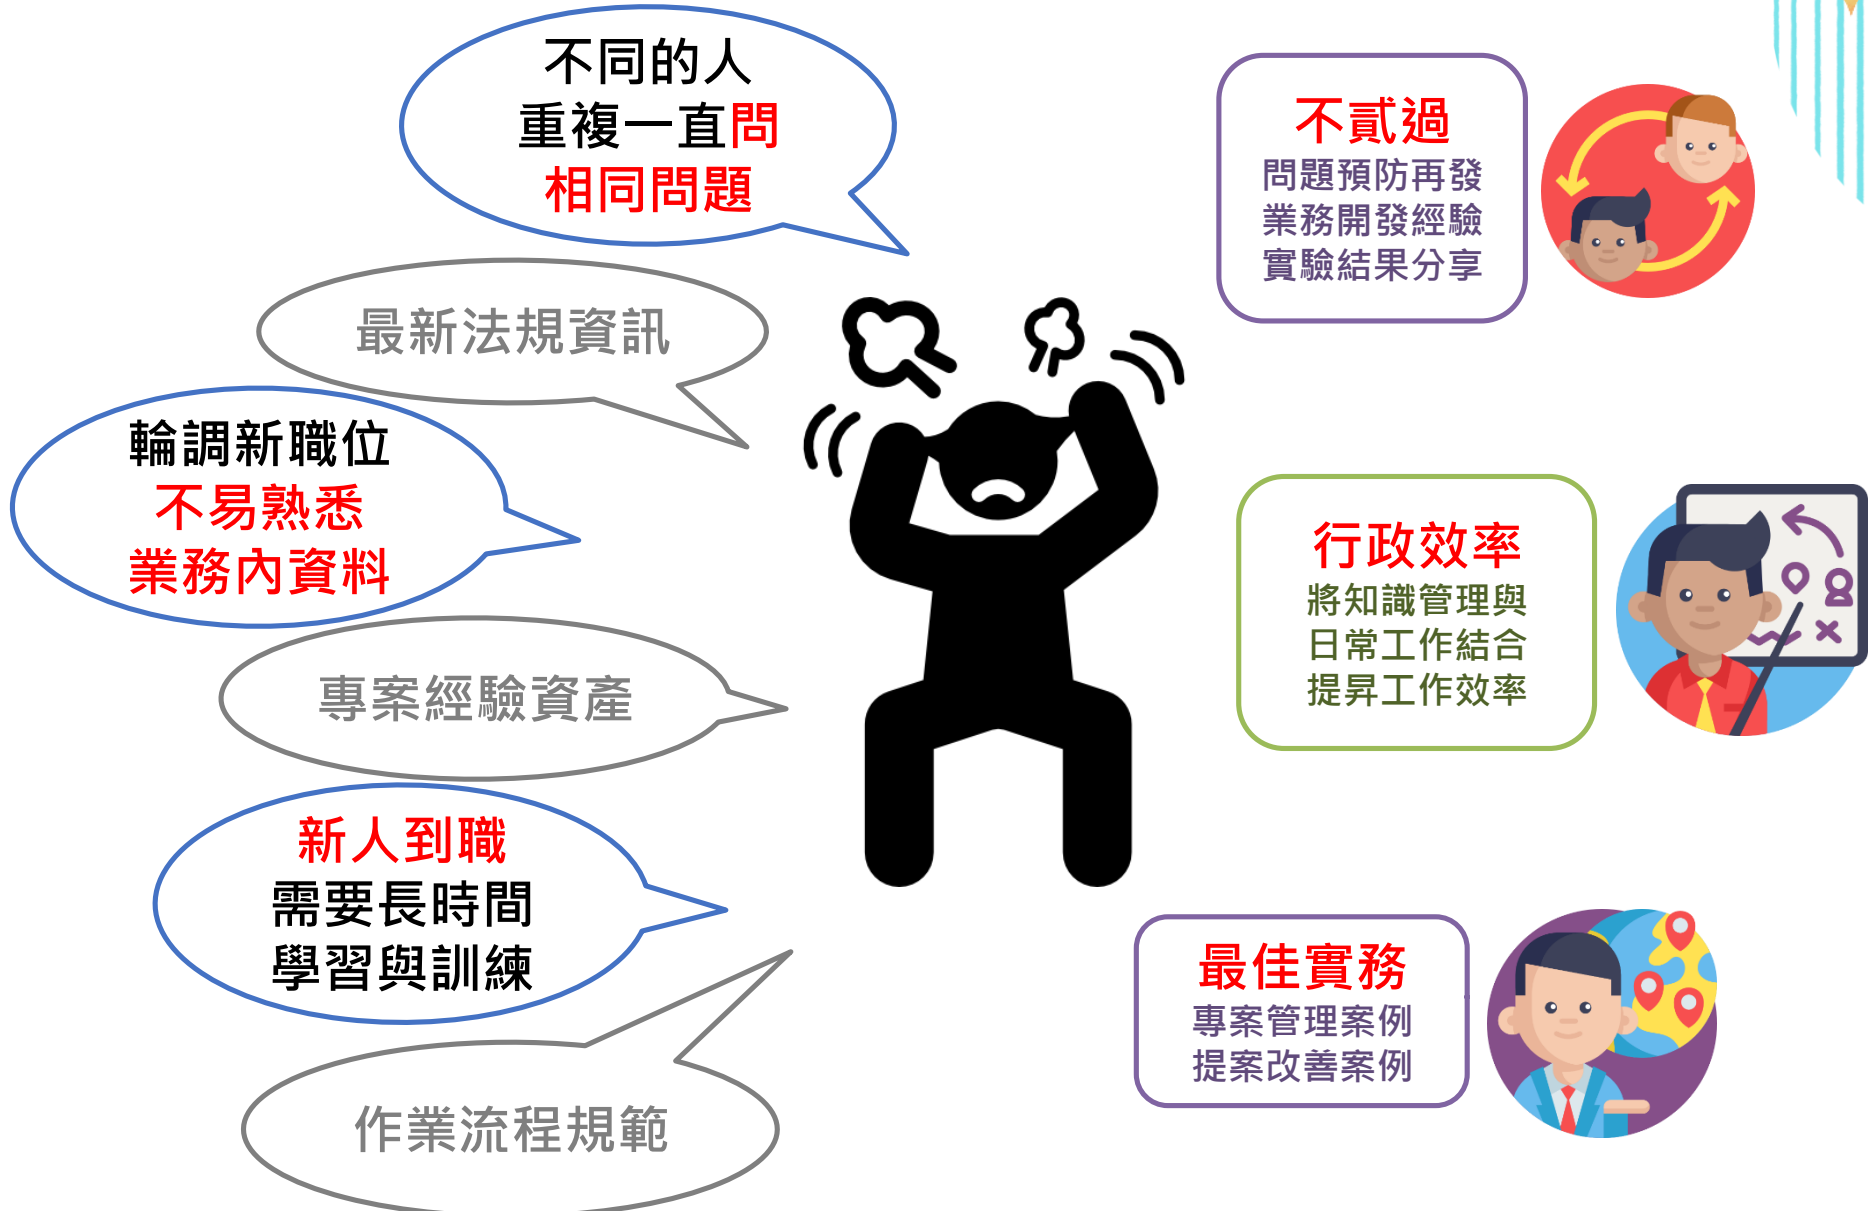 不同的人
重複一直問
相同問題
最新法規資訊
輪調新職位
不易熟悉
業務內資料
專案經驗資產
新人到職
需要長時間
學習與訓練
作業流程規範
不貳過
問題預防再發
業務開發經驗
實驗結果分享
行政效率
將知識管理與
日常工作結合
提昇工作效率
最佳實務
專案管理案例
提案改善案例